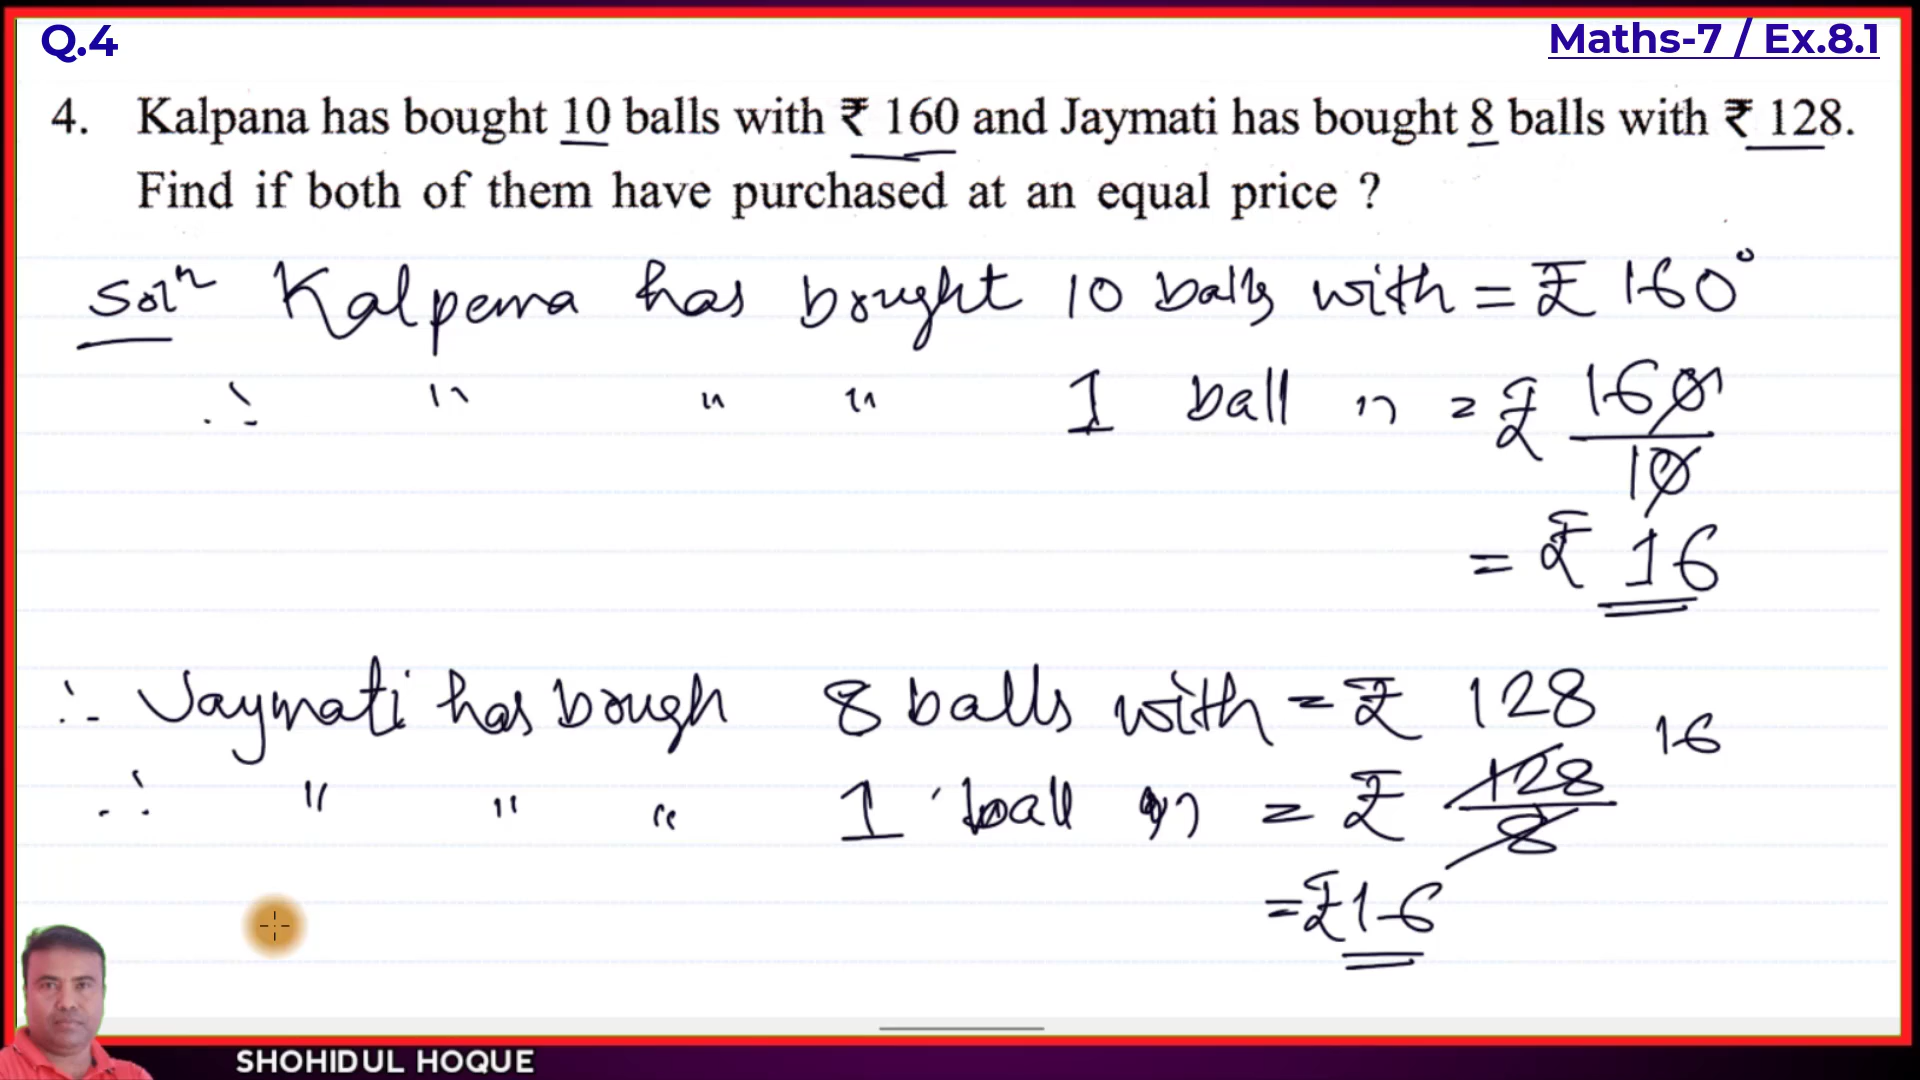 Q.4
Maths-7 / Ex.8.1
4. Kalpana has bought 10 balls with ₹ 160 and Jaymati has bought 8 balls with ₹ 128.
Find if both of them have purchased at an equal price ?
Solⁿ Kalpema has bought 10 balls with = ₹ 160
∴ " " " 1 ball " = ₹ 160/10
= ₹ 16
∴ Jaymati has bough 8 balls with = ₹ 128
16
∴ " " " 1 ball " = ₹ 128/8
= ₹ 16
SHOHIDUL HOQUE